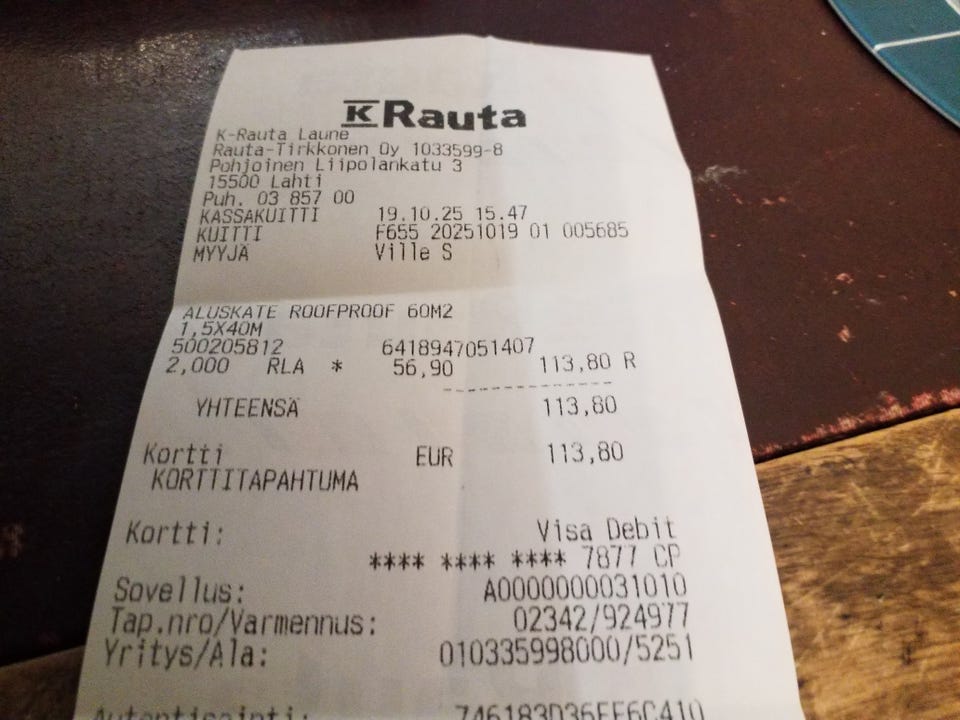 K Rauta
K-Rauta Laune
Rauta-Tirkkonen Oy 1033599-8
Pohjoinen Liipolankatu 3
15500 Lahti
Puh. 03 857 00
KASSAKUITTI 19.10.25 15.47
KUITTI F655 20251019 01 005685
MYYJÄ Ville S
ALUSKATE ROOFPROOF 60M2
1,5X40M
500205812 6418947051407
2,000 RLA * 56,90 113,80 R
YHTEENSÄ 113,80
Kortti EUR 113,80
KORTTITAPAHTUMA
Kortti: Visa Debit
**** **** **** 7877 CP
Sovellus: A0000000031010
Tap.nro/Varmennus: 02342/924977
Yritys/Ala: 010335998000/5251
Autentisointi: 746183D36EE6C410